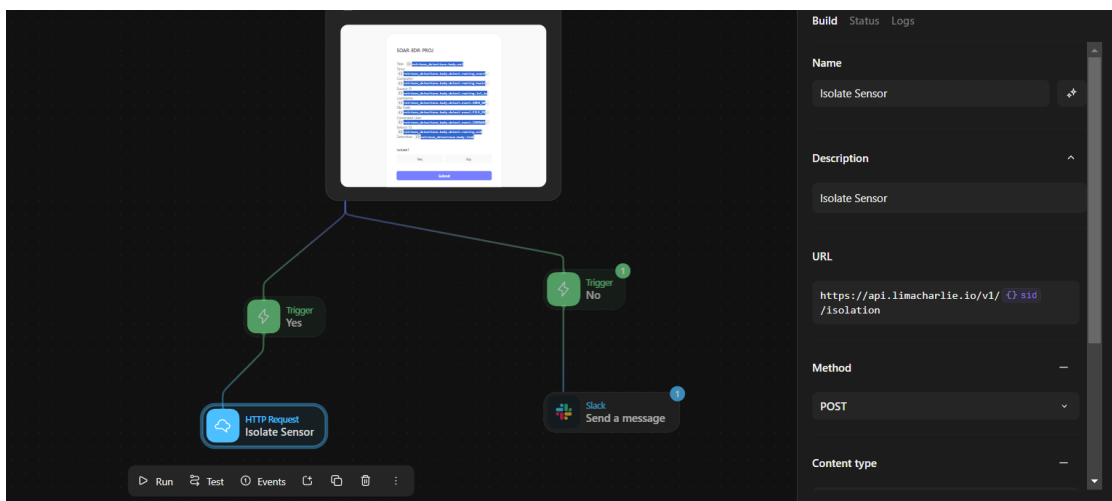 SOAR EDR PROJ
Isolate?
Yes
No
Submit
Trigger
Yes
1
Trigger
No
HTTP Request
Isolate Sensor
1
Slack
Send a message
Run
Test
Events
Build
Status
Logs
Name
Isolate Sensor
Description
Isolate Sensor
URL
https://api.limacharlie.io/v1/ {} sid
/isolation
Method
POST
Content type